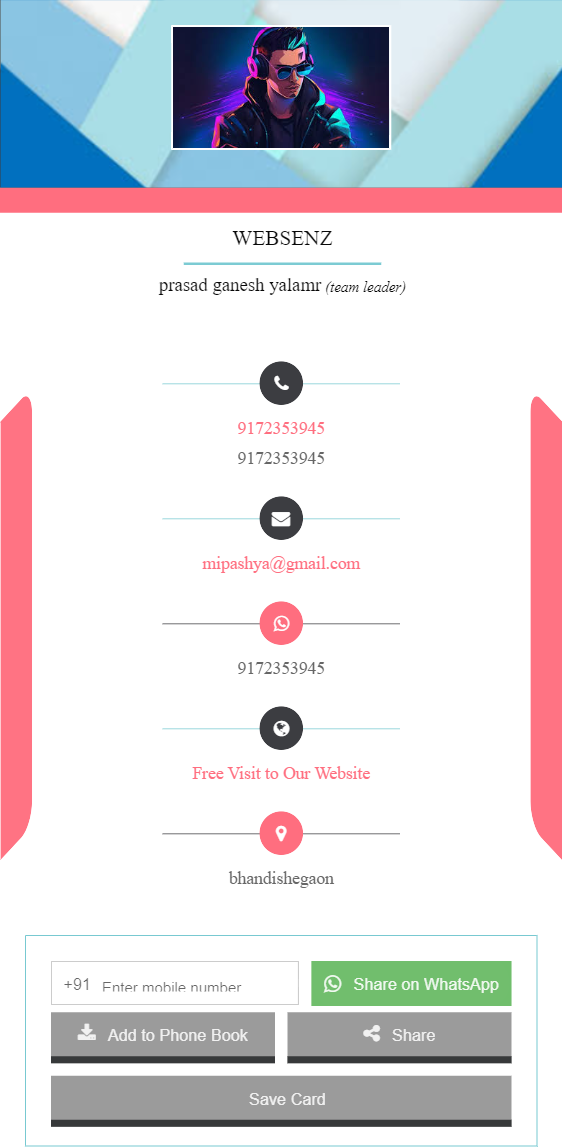 WEBSENZ
prasad ganesh yalamr (team leader)
9172353945
9172353945
mipashya@gmail.com
9172353945
Free Visit to Our Website
bhandishegaon
+91 Enter mobile number Share on WhatsApp
Add to Phone Book Share
Save Card